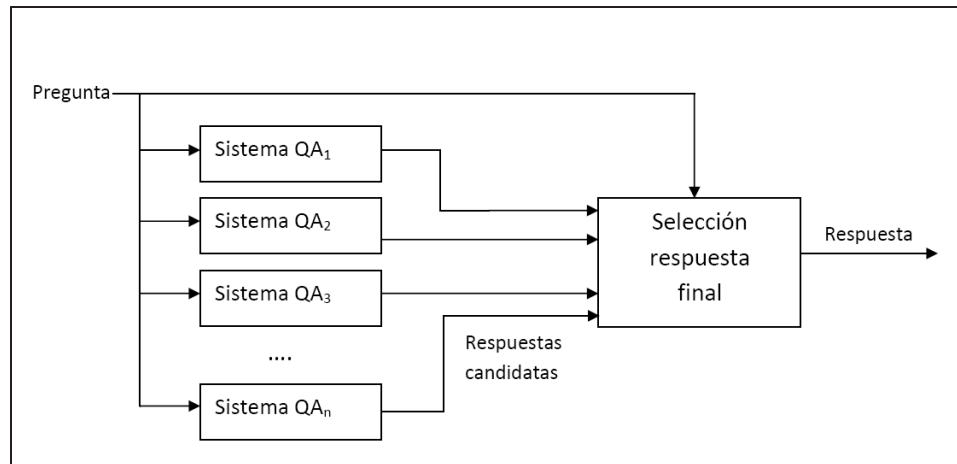 Pregunta
Sistema QA₁
Sistema QA₂
Sistema QA₃
....
Sistema QAₙ
Respuestas
candidatas
Selección
respuesta
final
Respuesta